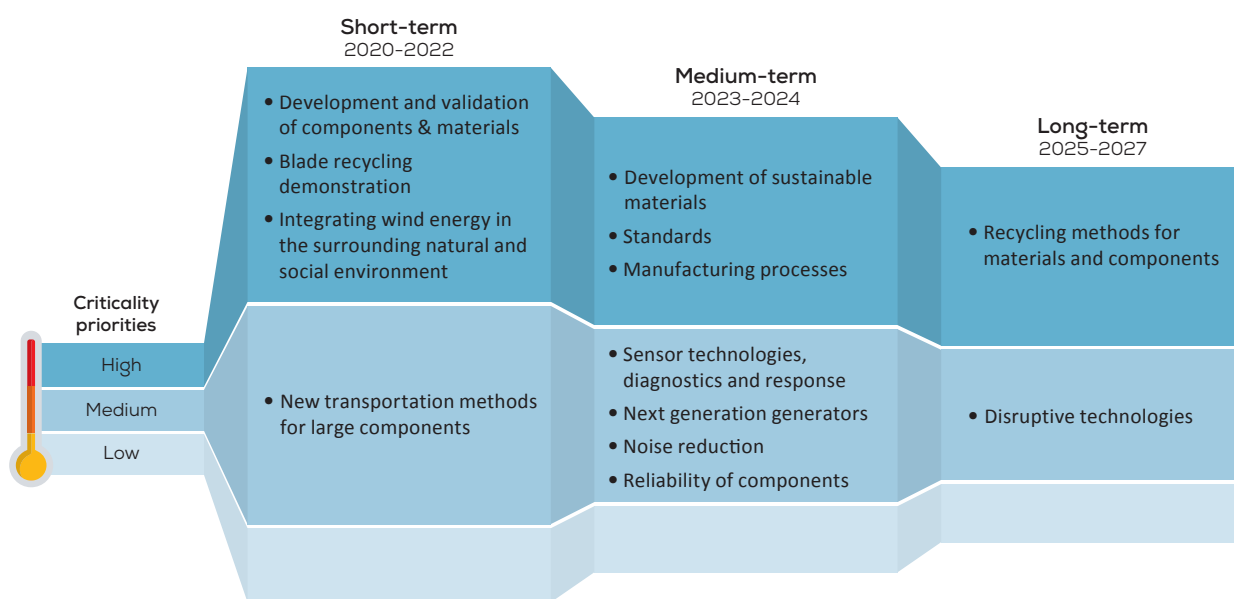 Short-term
2020-2022
Medium-term
2023-2024
Long-term
2025-2027
Criticality
priorities
High
Medium
Low
• Development and validation
of components & materials
• Blade recycling
demonstration
• Integrating wind energy in
the surrounding natural and
social environment
• New transportation methods
for large components
• Development of sustainable
materials
• Standards
• Manufacturing processes
• Sensor technologies,
diagnostics and response
• Next generation generators
• Noise reduction
• Reliability of components
• Recycling methods for
materials and components
• Disruptive technologies